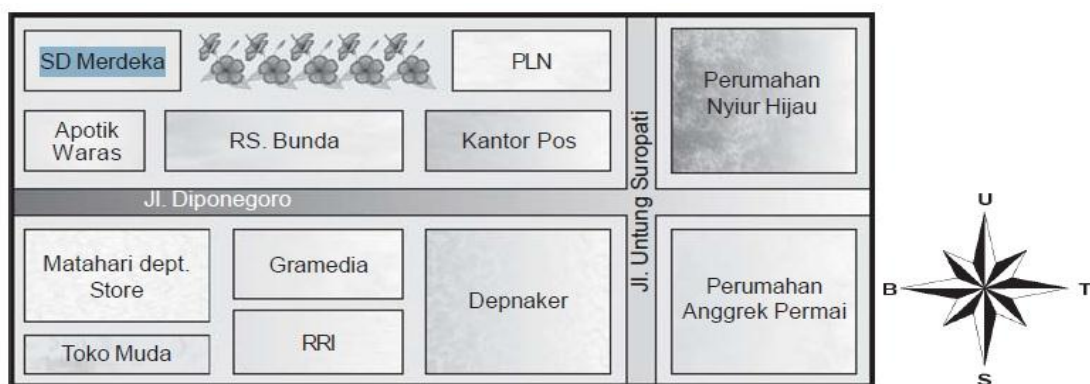 SD Merdeka
PLN
Perumahan
Nyiur Hijau
Apotik
Waras
RS. Bunda
Kantor Pos
Jl. Untung Suropati
Jl. Diponegoro
Matahari dept.
Store
Gramedia
Depnaker
Perumahan
Anggrek Permai
Toko Muda
RRI
U
B
T
S